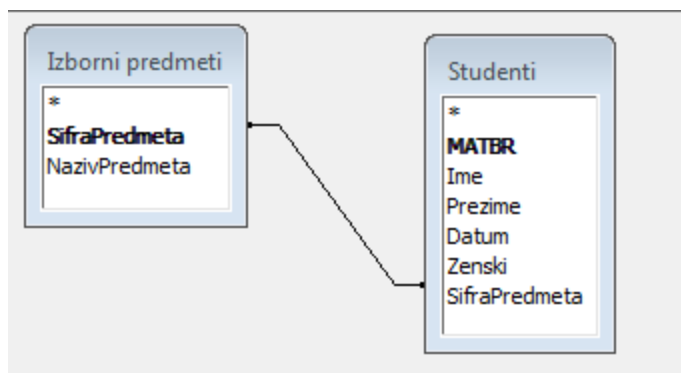 Izborni predmeti
*
SifraPredmeta
NazivPredmeta
Studenti
*
MATBR
Ime
Prezime
Datum
Zenski
SifraPredmeta